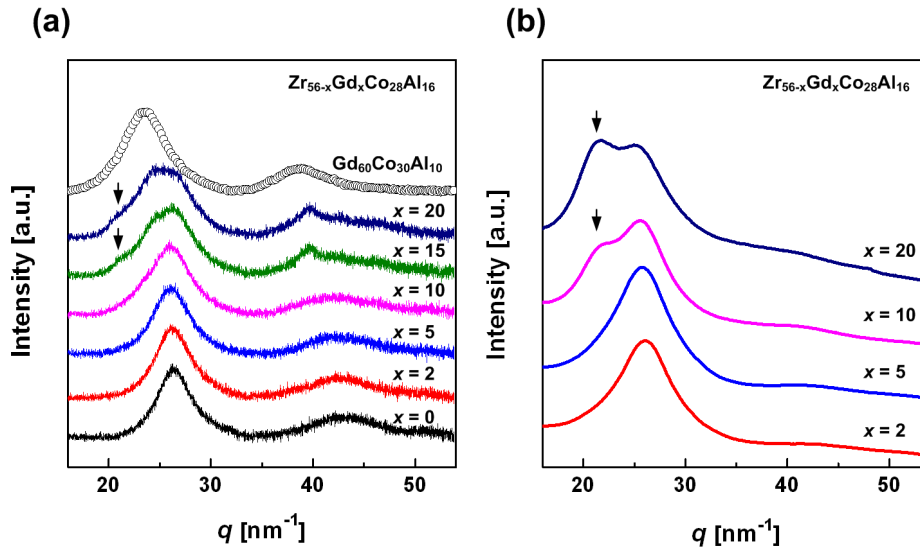 (a)
Intensity [a.u.]
Zr₅₆₋ₓGdₓCo₂₈Al₁₆
Gd₆₀Co₃₀Al₁₀
x = 20
x = 15
x = 10
x = 5
x = 2
x = 0
20 30 40 50
q [nm⁻¹]
(b)
Intensity [a.u.]
Zr₅₆₋ₓGdₓCo₂₈Al₁₆
x = 20
x = 10
x = 5
x = 2
20 30 40 50
q [nm⁻¹]